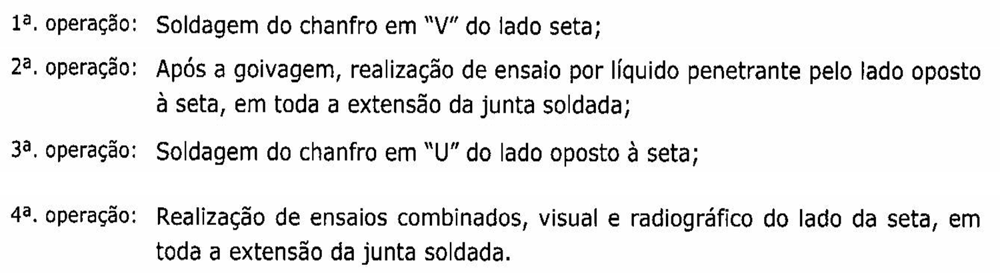 1ª. operação: Soldagem do chanfro em "V" do lado seta;
2ª. operação: Após a goivagem, realização de ensaio por líquido penetrante pelo lado oposto
à seta, em toda a extensão da junta soldada;
3ª. operação: Soldagem do chanfro em "U" do lado oposto à seta;
4ª. operação: Realização de ensaios combinados, visual e radiográfico do lado da seta, em
toda a extensão da junta soldada.